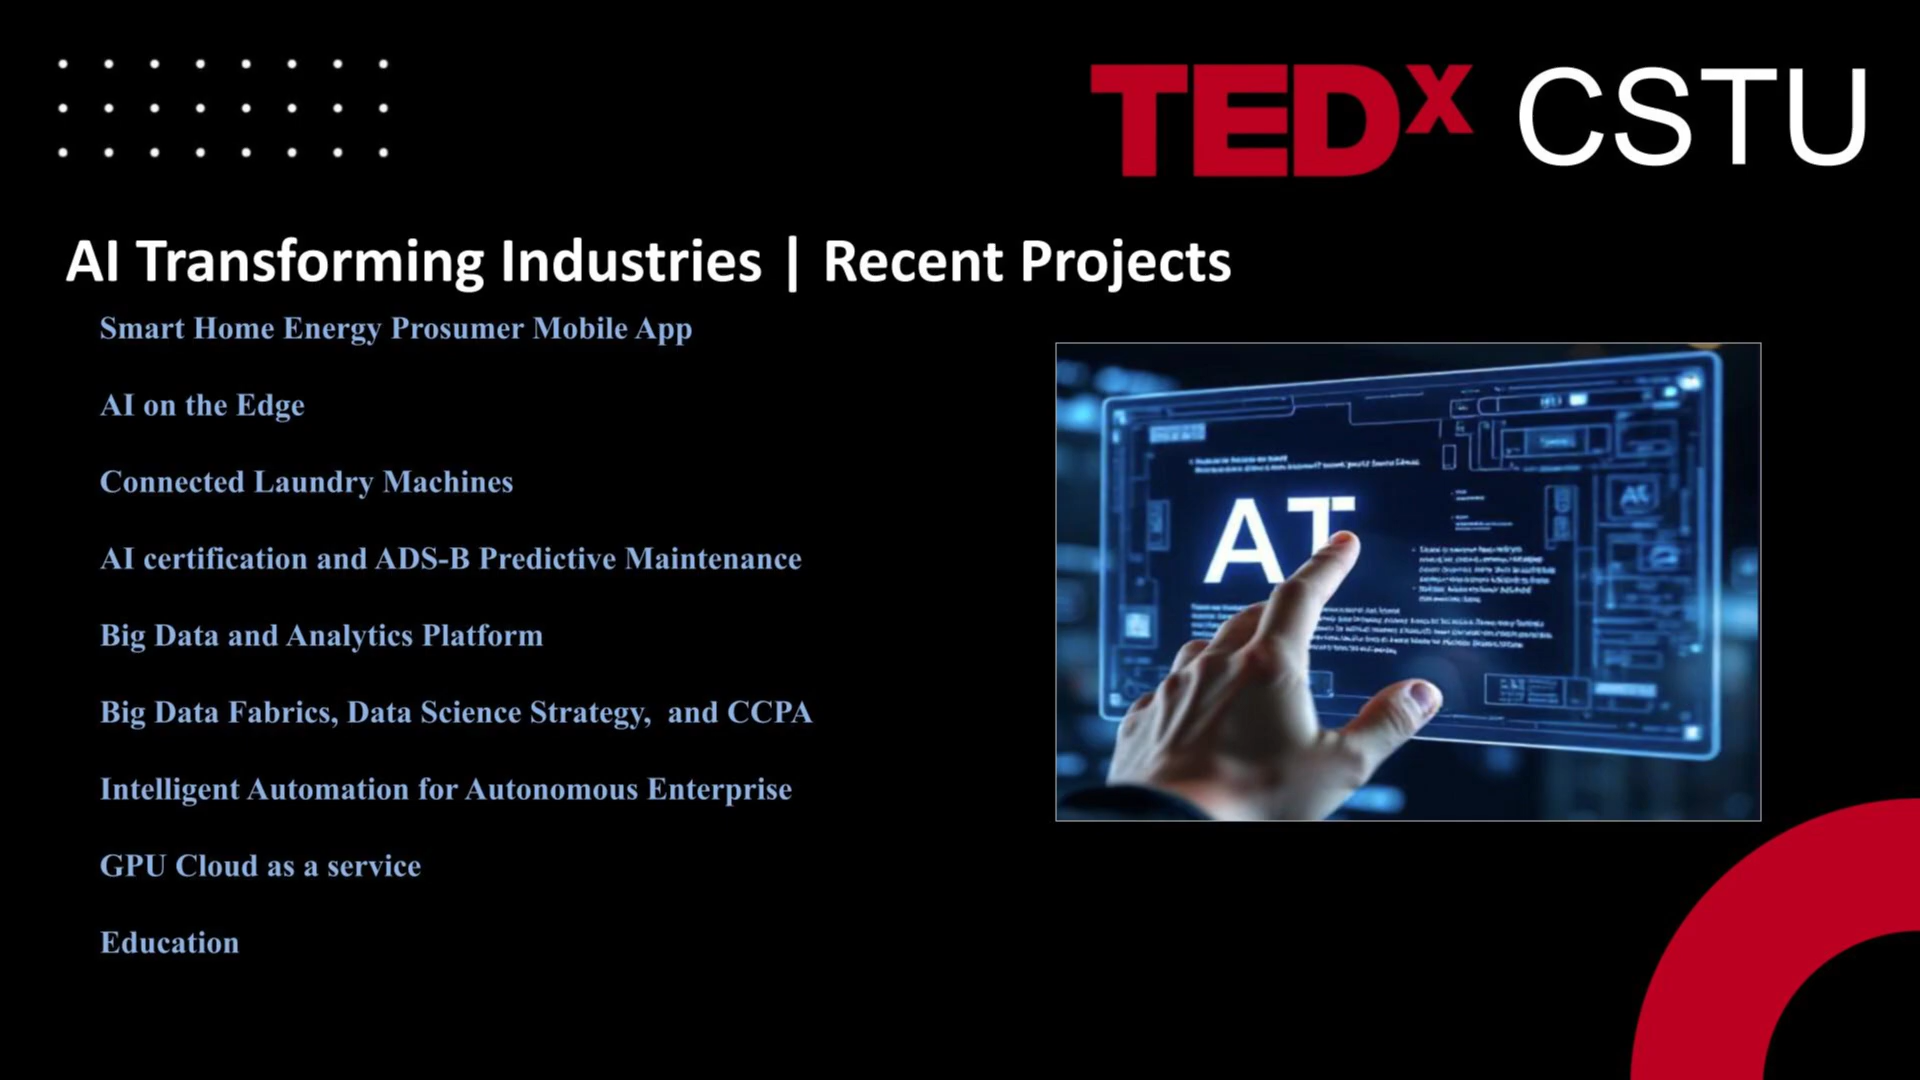 TEDx CSTU
AI Transforming Industries | Recent Projects
Smart Home Energy Prosumer Mobile App
AI on the Edge
Connected Laundry Machines
AI certification and ADS-B Predictive Maintenance
Big Data and Analytics Platform
Big Data Fabrics, Data Science Strategy,  and CCPA
Intelligent Automation for Autonomous Enterprise
GPU Cloud as a service
Education